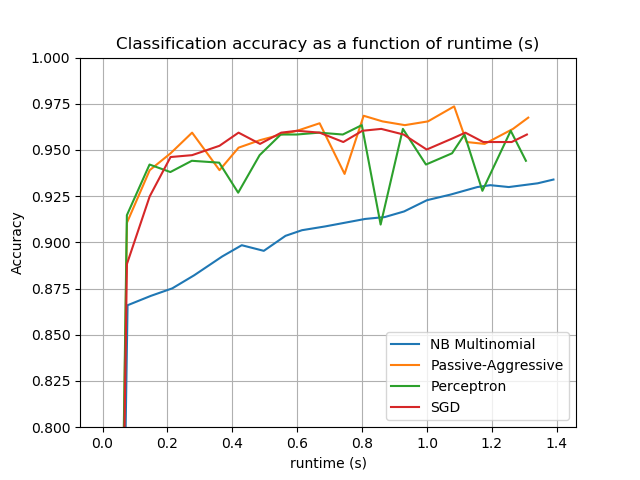 Classification accuracy as a function of runtime (s)
1.000
0.975
0.950
0.925
0.900
0.875
0.850
0.825
0.800
Accuracy
NB Multinomial
Passive-Aggressive
Perceptron
SGD
0.0 0.2 0.4 0.6 0.8 1.0 1.2 1.4
runtime (s)